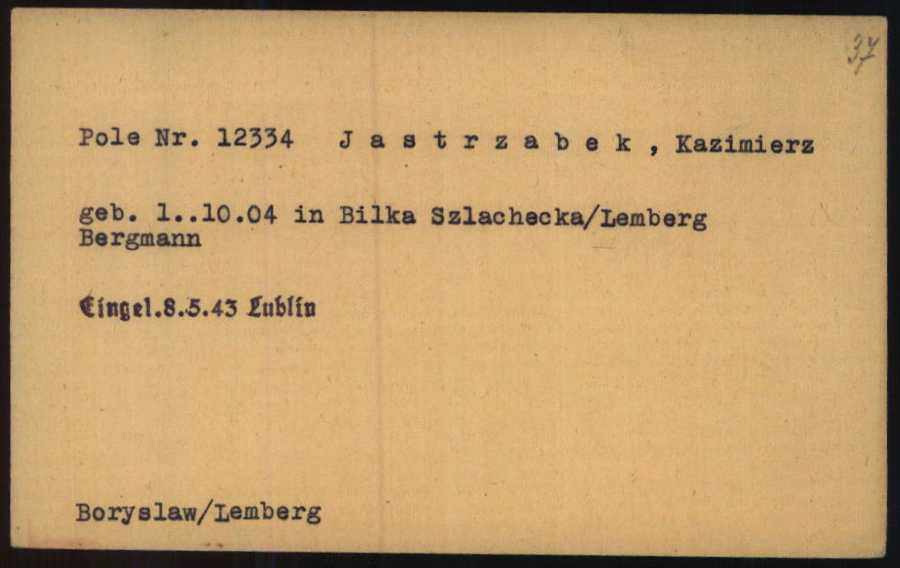 37
Pole Nr. 12334 Jastrzabek, Kazimierz
geb. 1..10.04 in Bilka Szlachecka/Lemberg
Bergmann
Eingel.8.5.43 Lublin
Boryslaw/Lemberg